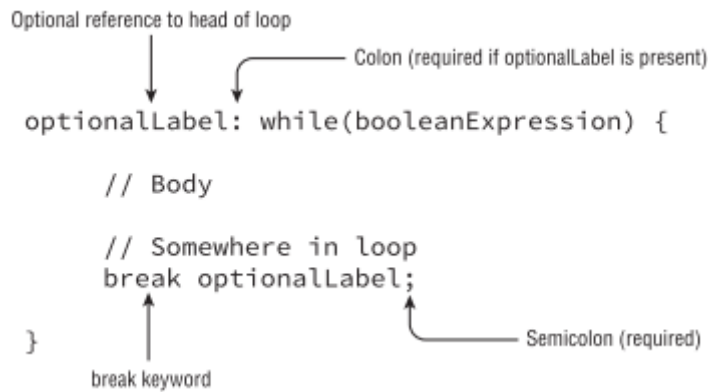 Optional reference to head of loop
Colon (required if optionalLabel is present)
optionalLabel: while(booleanExpression) {
// Body
// Somewhere in loop
break optionalLabel;
}
Semicolon (required)
break keyword